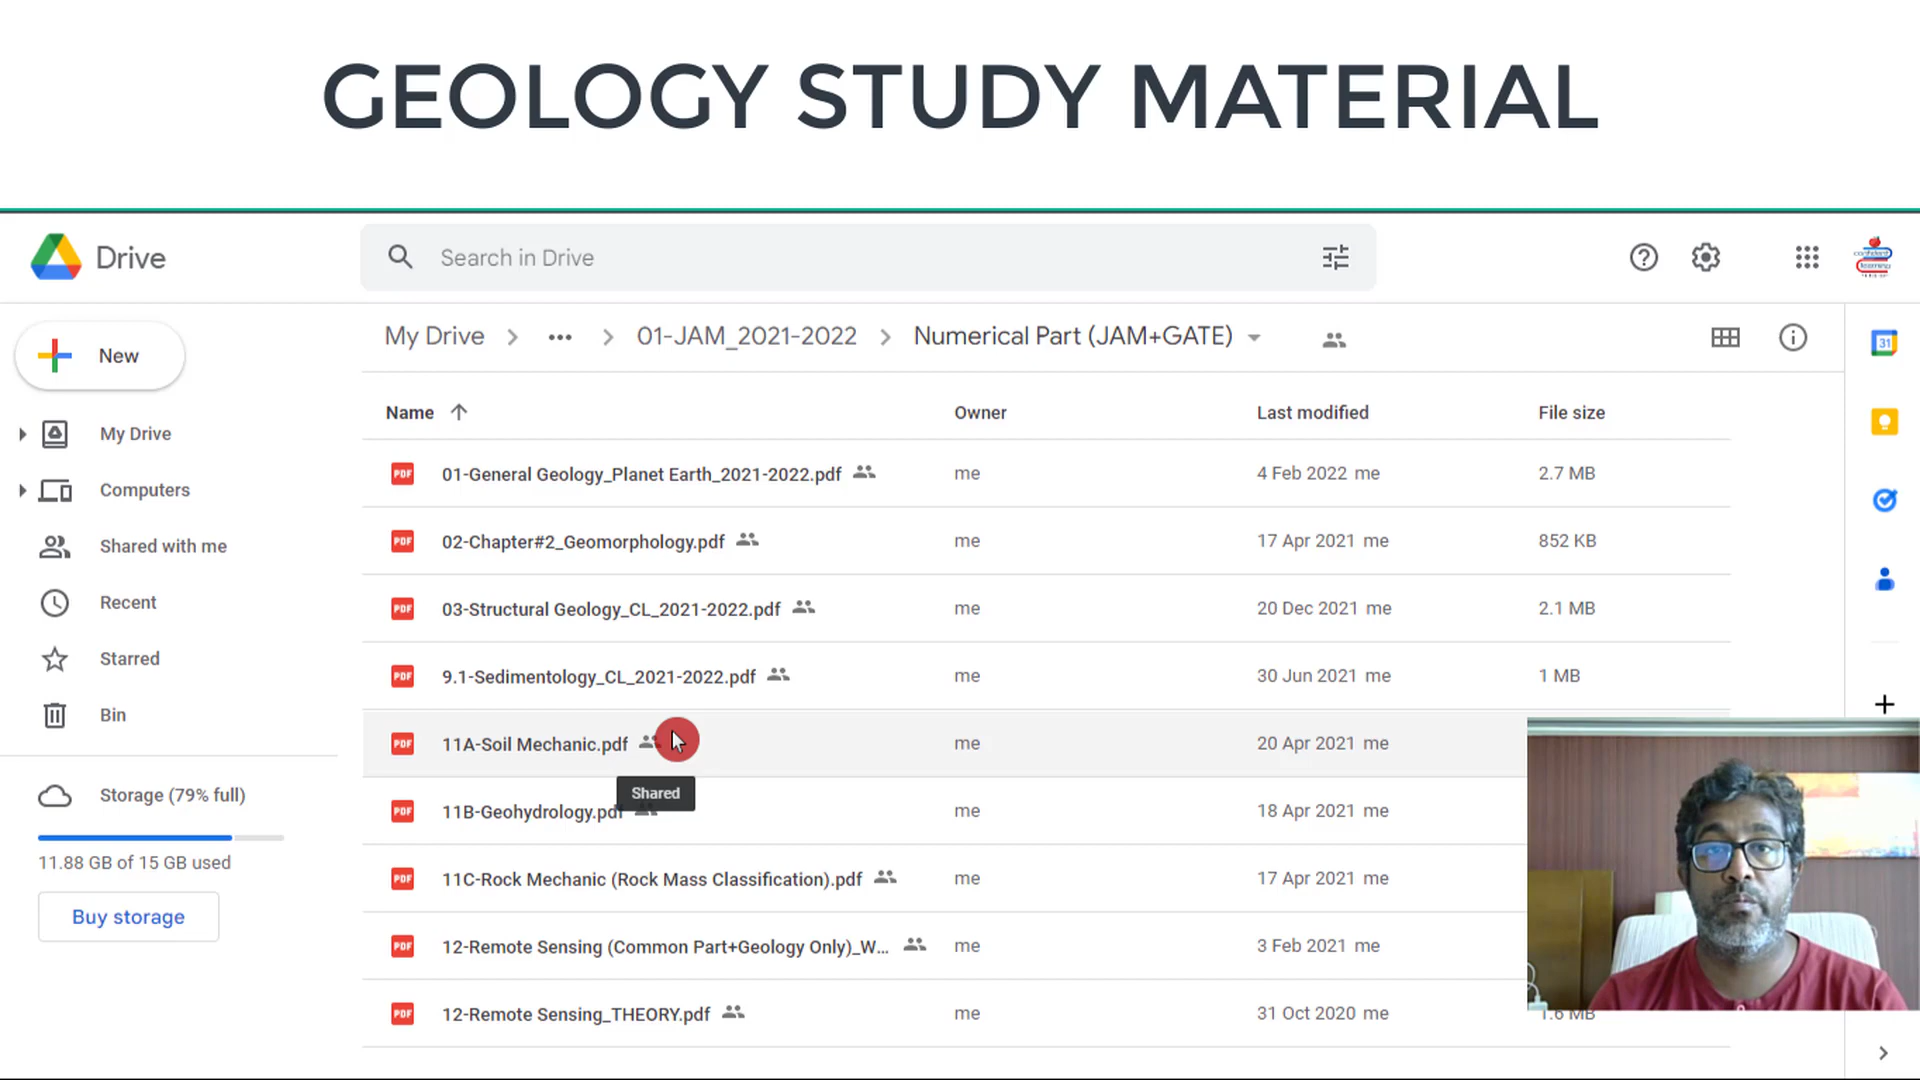 GEOLOGY STUDY MATERIAL
Drive
Search in Drive
New
My Drive
Computers
Shared with me
Recent
Starred
Bin
Storage (79% full)
11.88 GB of 15 GB used
Buy storage
My Drive > ... > 01-JAM_2021-2022 > Numerical Part (JAM+GATE)
Name Owner Last modified File size
01-General Geology_Planet Earth_2021-2022.pdf me 4 Feb 2022 me 2.7 MB
02-Chapter#2_Geomorphology.pdf me 17 Apr 2021 me 852 KB
03-Structural Geology_CL_2021-2022.pdf me 20 Dec 2021 me 2.1 MB
9.1-Sedimentology_CL_2021-2022.pdf me 30 Jun 2021 me 1 MB
11A-Soil Mechanic.pdf me 20 Apr 2021 me
Shared
11B-Geohydrology.pdf me 18 Apr 2021 me
11C-Rock Mechanic (Rock Mass Classification).pdf me 17 Apr 2021 me
12-Remote Sensing (Common Part+Geology Only)_W... me 3 Feb 2021 me
12-Remote Sensing_THEORY.pdf me 31 Oct 2020 me 1.6 MB
31